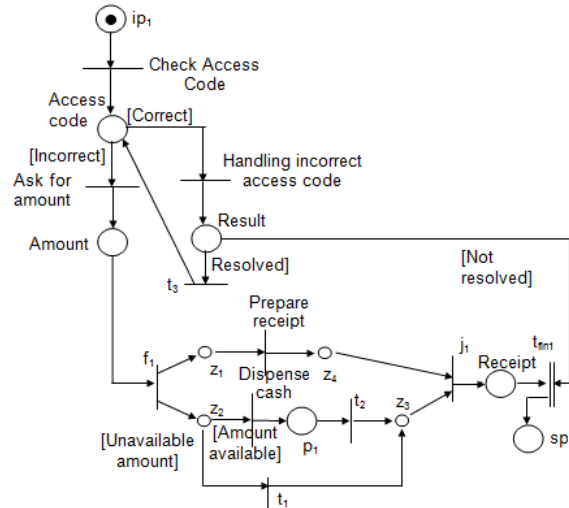 ip1
Check Access
Code
Access
code
[Correct]
[Incorrect]
Handling incorrect
access code
Ask for
amount
Result
Amount
[Not
resolved]
Resolved]
t3
Prepare
receipt
f1
j1
tfin1
Receipt
z1
z4
Dispense
cash
z2
t2
z3
[Unavailable
amount]
[Amount
available]
p1
sp
t1